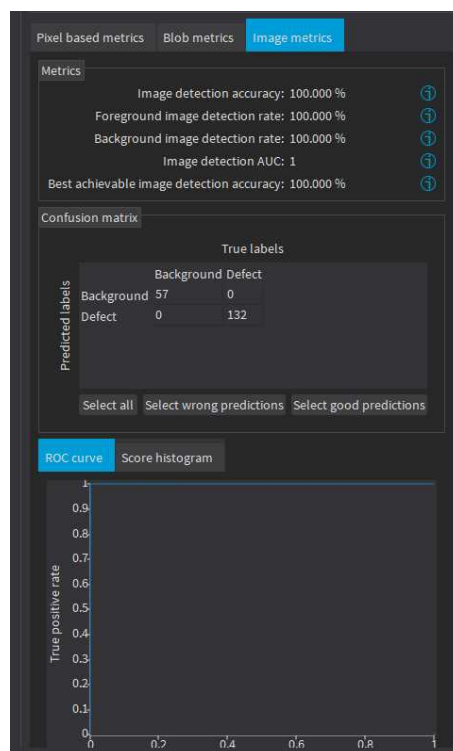 Pixel based metrics Blob metrics Image metrics
Metrics
Image detection accuracy: 100.000 %
Foreground image detection rate: 100.000 %
Background image detection rate: 100.000 %
Image detection AUC: 1
Best achievable image detection accuracy: 100.000 %
Confusion matrix
True labels
Predicted labels
Background Defect
Background 57 0
Defect 0 132
Select all Select wrong predictions Select good predictions
ROC curve Score histogram
True positive rate
1
0.9
0.8
0.7
0.6
0.5
0.4
0.3
0.2
0.1
0
0 0.2 0.4 0.6 0.8 1